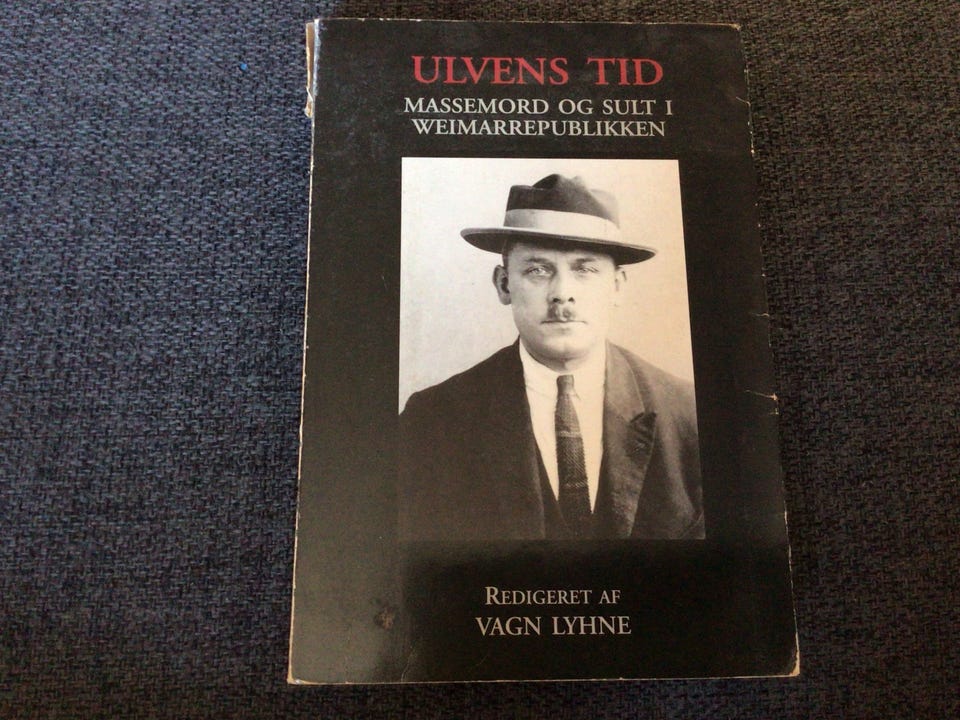 ULVENS TID
MASSEMORD OG SULT I
WEIMARREPUBLIKKEN
REDIGERET AF
VAGN LYHNE